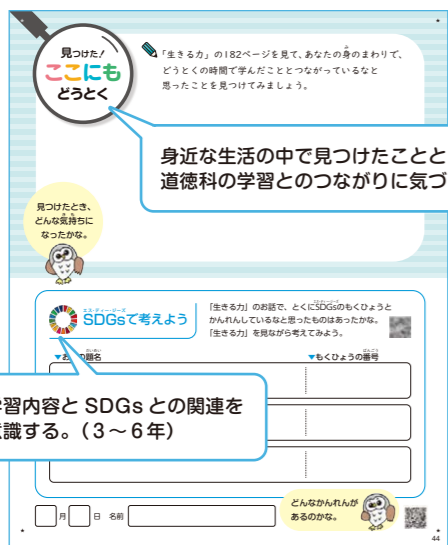 見つけた!
ここにも
どうとく
「生きる力」の182ページを見て、あなたの身のまわりで、
どうとくの時間で学んだこととつながっているなと
思ったことを見つけてみましょう。
身近な生活の中で見つけたことと
道徳科の学習とのつながりに気づ
見つけたとき、
どんな気持ちに
なったかな。
SDGsで考えよう
「生きる力」のお話で、とくにSDGsのもくひょうと
かんれんしているなと思ったものはあったかな。
「生きる力」を見ながら考えてみよう。
▼お 題名
▼もくひょうの番号
学習内容と SDGs との関連を
意識する。(3〜6年)
月 日 名前
どんなかんれんが
あるのかな。
44